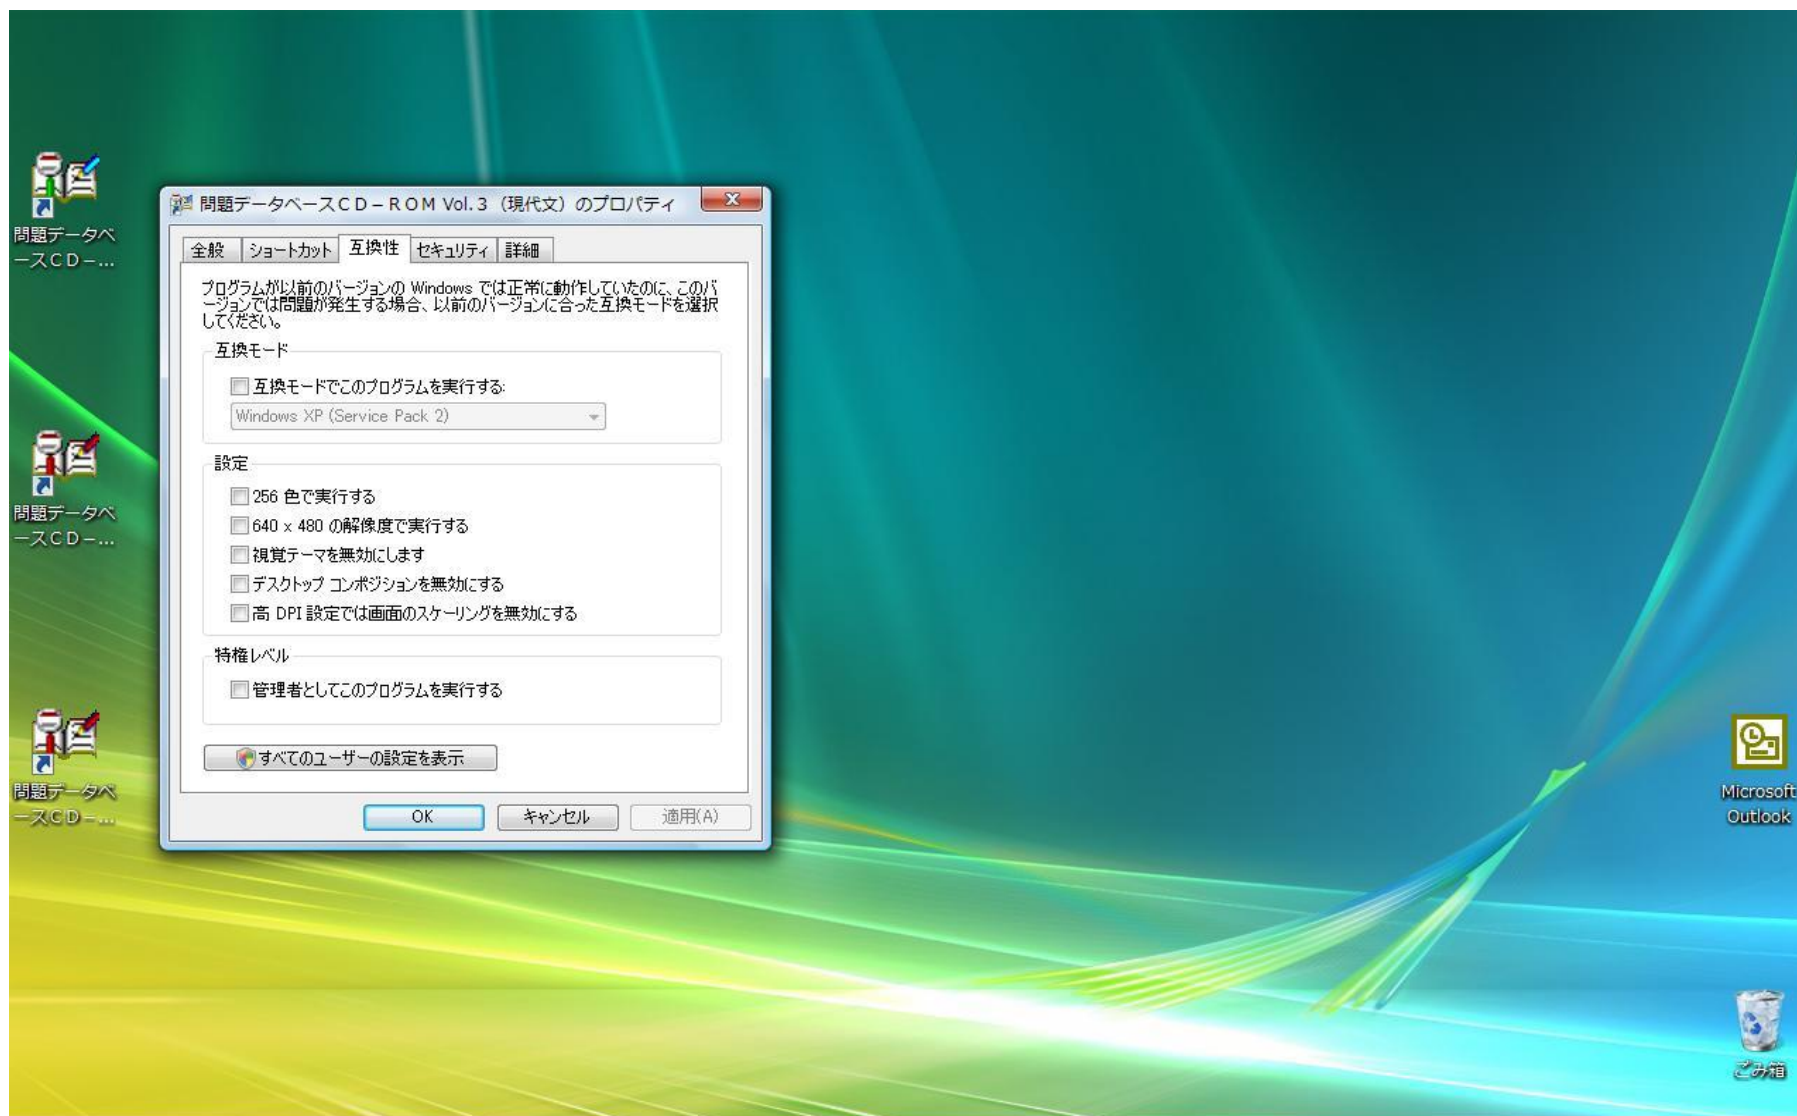 問題データベ
ースCD－...
問題データベ
ースCD－...
問題データベ
ースCD－...
問題データベースCD－ROM Vol.3（現代文）のプロパティ
全般 ショートカット 互換性 セキュリティ 詳細
プログラムが以前のバージョンの Windows では正常に動作していたのに、このバ
ージョンでは問題が発生する場合、以前のバージョンに合った互換モードを選択
してください。
互換モード
互換モードでこのプログラムを実行する:
Windows XP (Service Pack 2)
設定
256 色で実行する
640 x 480 の解像度で実行する
視覚テーマを無効にします
デスクトップ コンポジションを無効にする
高 DPI 設定では画面のスケーリングを無効にする
特権レベル
管理者としてこのプログラムを実行する
すべてのユーザーの設定を表示
OK キャンセル 適用(A)
Microsoft
Outlook
ごみ箱